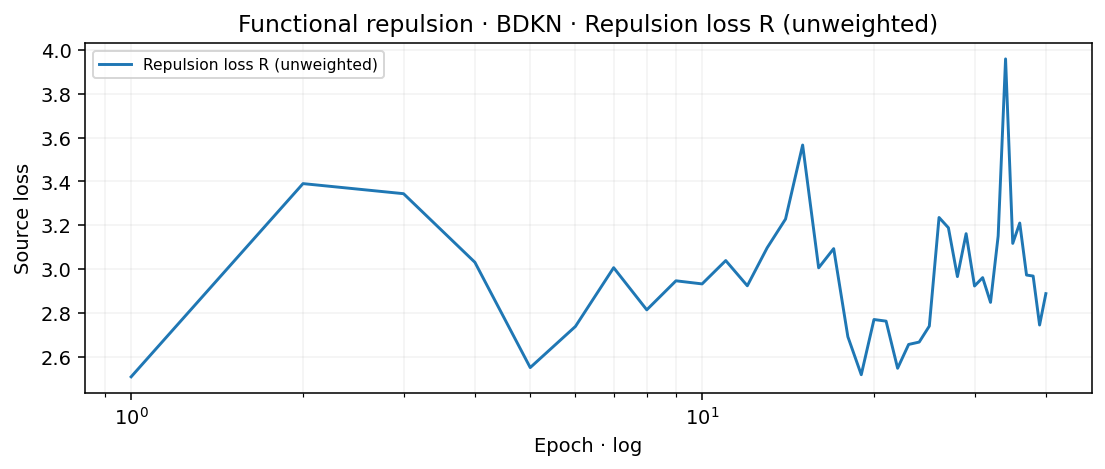 Functional repulsion · BDKN · Repulsion loss R (unweighted)
Repulsion loss R (unweighted)
Source loss
4.0
3.8
3.6
3.4
3.2
3.0
2.8
2.6
10⁰
10¹
Epoch · log